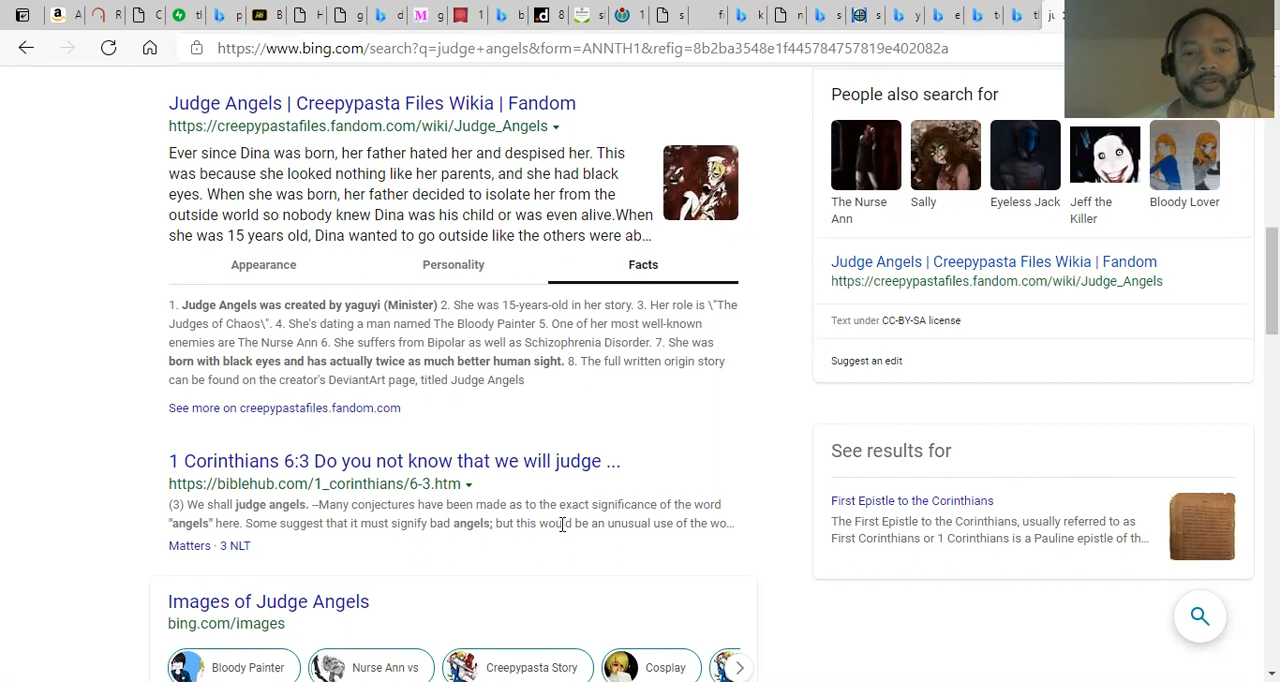 https://www.bing.com/search?q=judge+angels&form=ANNTH1&refig=8b2ba3548e1f445784757819e402082a
Judge Angels | Creepypasta Files Wikia | Fandom
https://creepypastafiles.fandom.com/wiki/Judge_Angels
Ever since Dina was born, her father hated her and despised her. This
was because she looked nothing like her parents, and she had black
eyes. When she was born, her father decided to isolate her from the
outside world so nobody knew Dina was his child or was even alive.When
she was 15 years old, Dina wanted to go outside like the others were ab...
Appearance
Personality
Facts
1. Judge Angels was created by yaguyi (Minister) 2. She was 15-years-old in her story. 3. Her role is \"The
Judges of Chaos\". 4. She's dating a man named The Bloody Painter 5. One of her most well-known
enemies are The Nurse Ann 6. She suffers from Bipolar as well as Schizophrenia Disorder. 7. She was
born with black eyes and has actually twice as much better human sight. 8. The full written origin story
can be found on the creator's DeviantArt page, titled Judge Angels
See more on creepypastafiles.fandom.com
1 Corinthians 6:3 Do you not know that we will judge ...
https://biblehub.com/1_corinthians/6-3.htm
(3) We shall judge angels. --Many conjectures have been made as to the exact significance of the word
"angels" here. Some suggest that it must signify bad angels; but this would be an unusual use of the wo...
Matters · 3 NLT
Images of Judge Angels
bing.com/images
Bloody Painter
Nurse Ann vs
Creepypasta Story
Cosplay
People also search for
The Nurse
Ann
Sally
Eyeless Jack
Jeff the
Killer
Bloody Lover
Judge Angels | Creepypasta Files Wikia | Fandom
https://creepypastafiles.fandom.com/wiki/Judge_Angels
Text under CC-BY-SA license
Suggest an edit
See results for
First Epistle to the Corinthians
The First Epistle to the Corinthians, usually referred to as
First Corinthians or 1 Corinthians is a Pauline epistle of th...